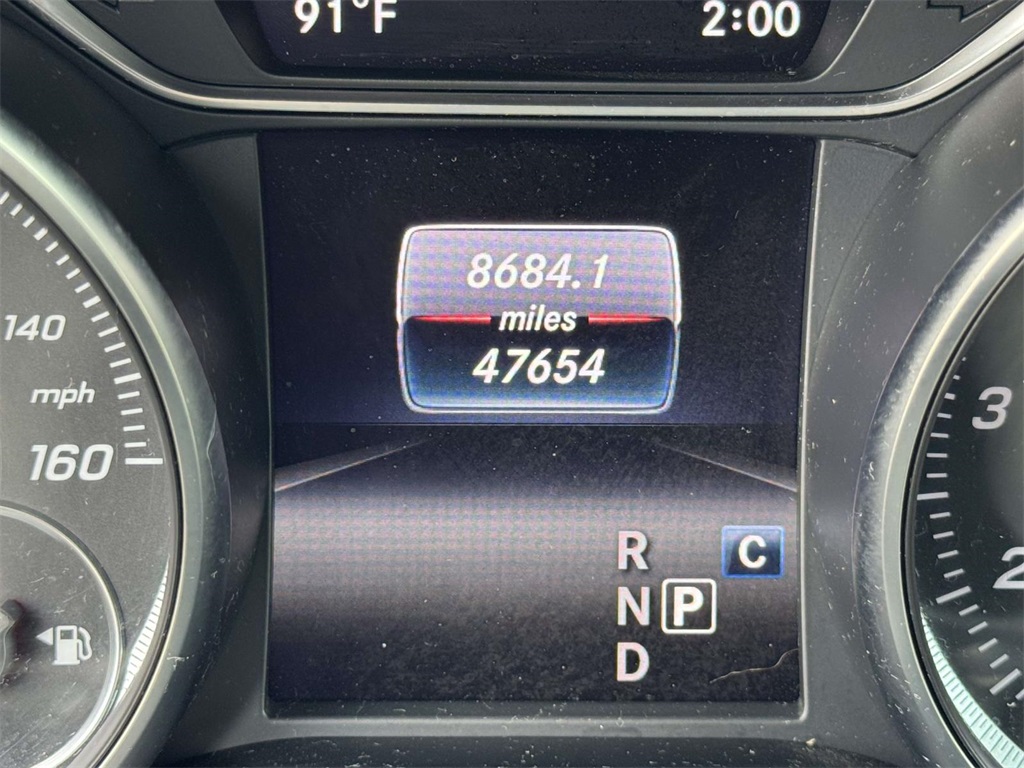 91°F 2:00
8684.1
miles
47654
140
mph
160
3
2
R C
N P
D